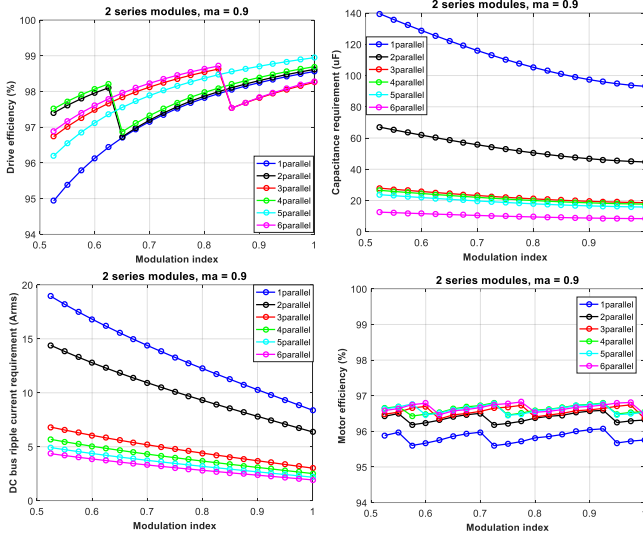 2 series modules, ma = 0.9
Drive efficiency (%)
100
99
98
97
96
95
94
0.5
0.6
0.7
0.8
0.9
1
Modulation index
1parallel
2parallel
3parallel
4parallel
5parallel
6parallel
2 series modules, ma = 0.9
Capacitance requirement (uF)
140
120
100
80
60
40
20
0
0.5
0.6
0.7
0.8
0.9
Modulation index
1parallel
2parallel
3parallel
4parallel
5parallel
6parallel
2 series modules, ma = 0.9
DC bus ripple current requirement (Arms)
20
15
10
5
0
0.5
0.6
0.7
0.8
0.9
1
Modulation index
1parallel
2parallel
3parallel
4parallel
5parallel
6parallel
2 series modules, ma = 0.9
Motor efficiency (%)
100
99
98
97
96
95
94
0.5
0.6
0.7
0.8
0.9
Modulation index
1parallel
2parallel
3parallel
4parallel
5parallel
6parallel